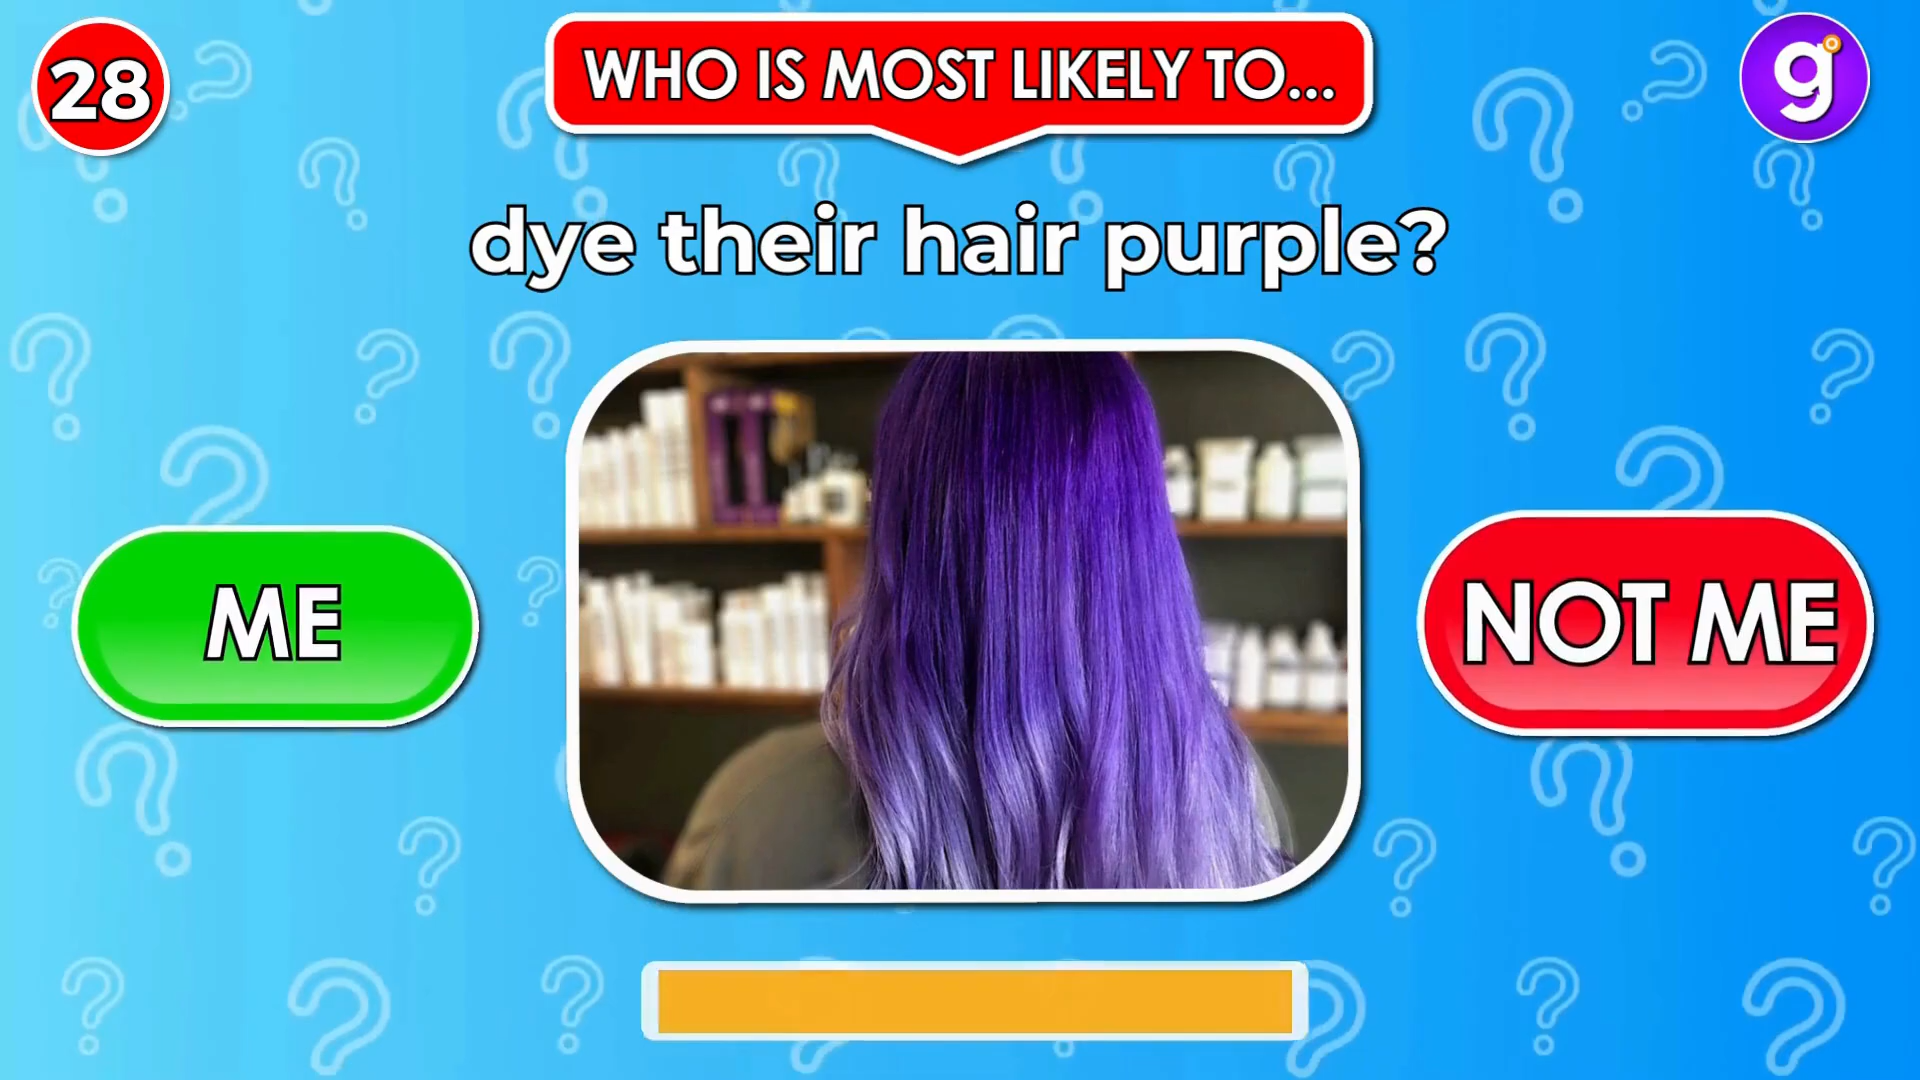 28
WHO IS MOST LIKELY TO...
g
dye their hair purple?
ME
NOT ME